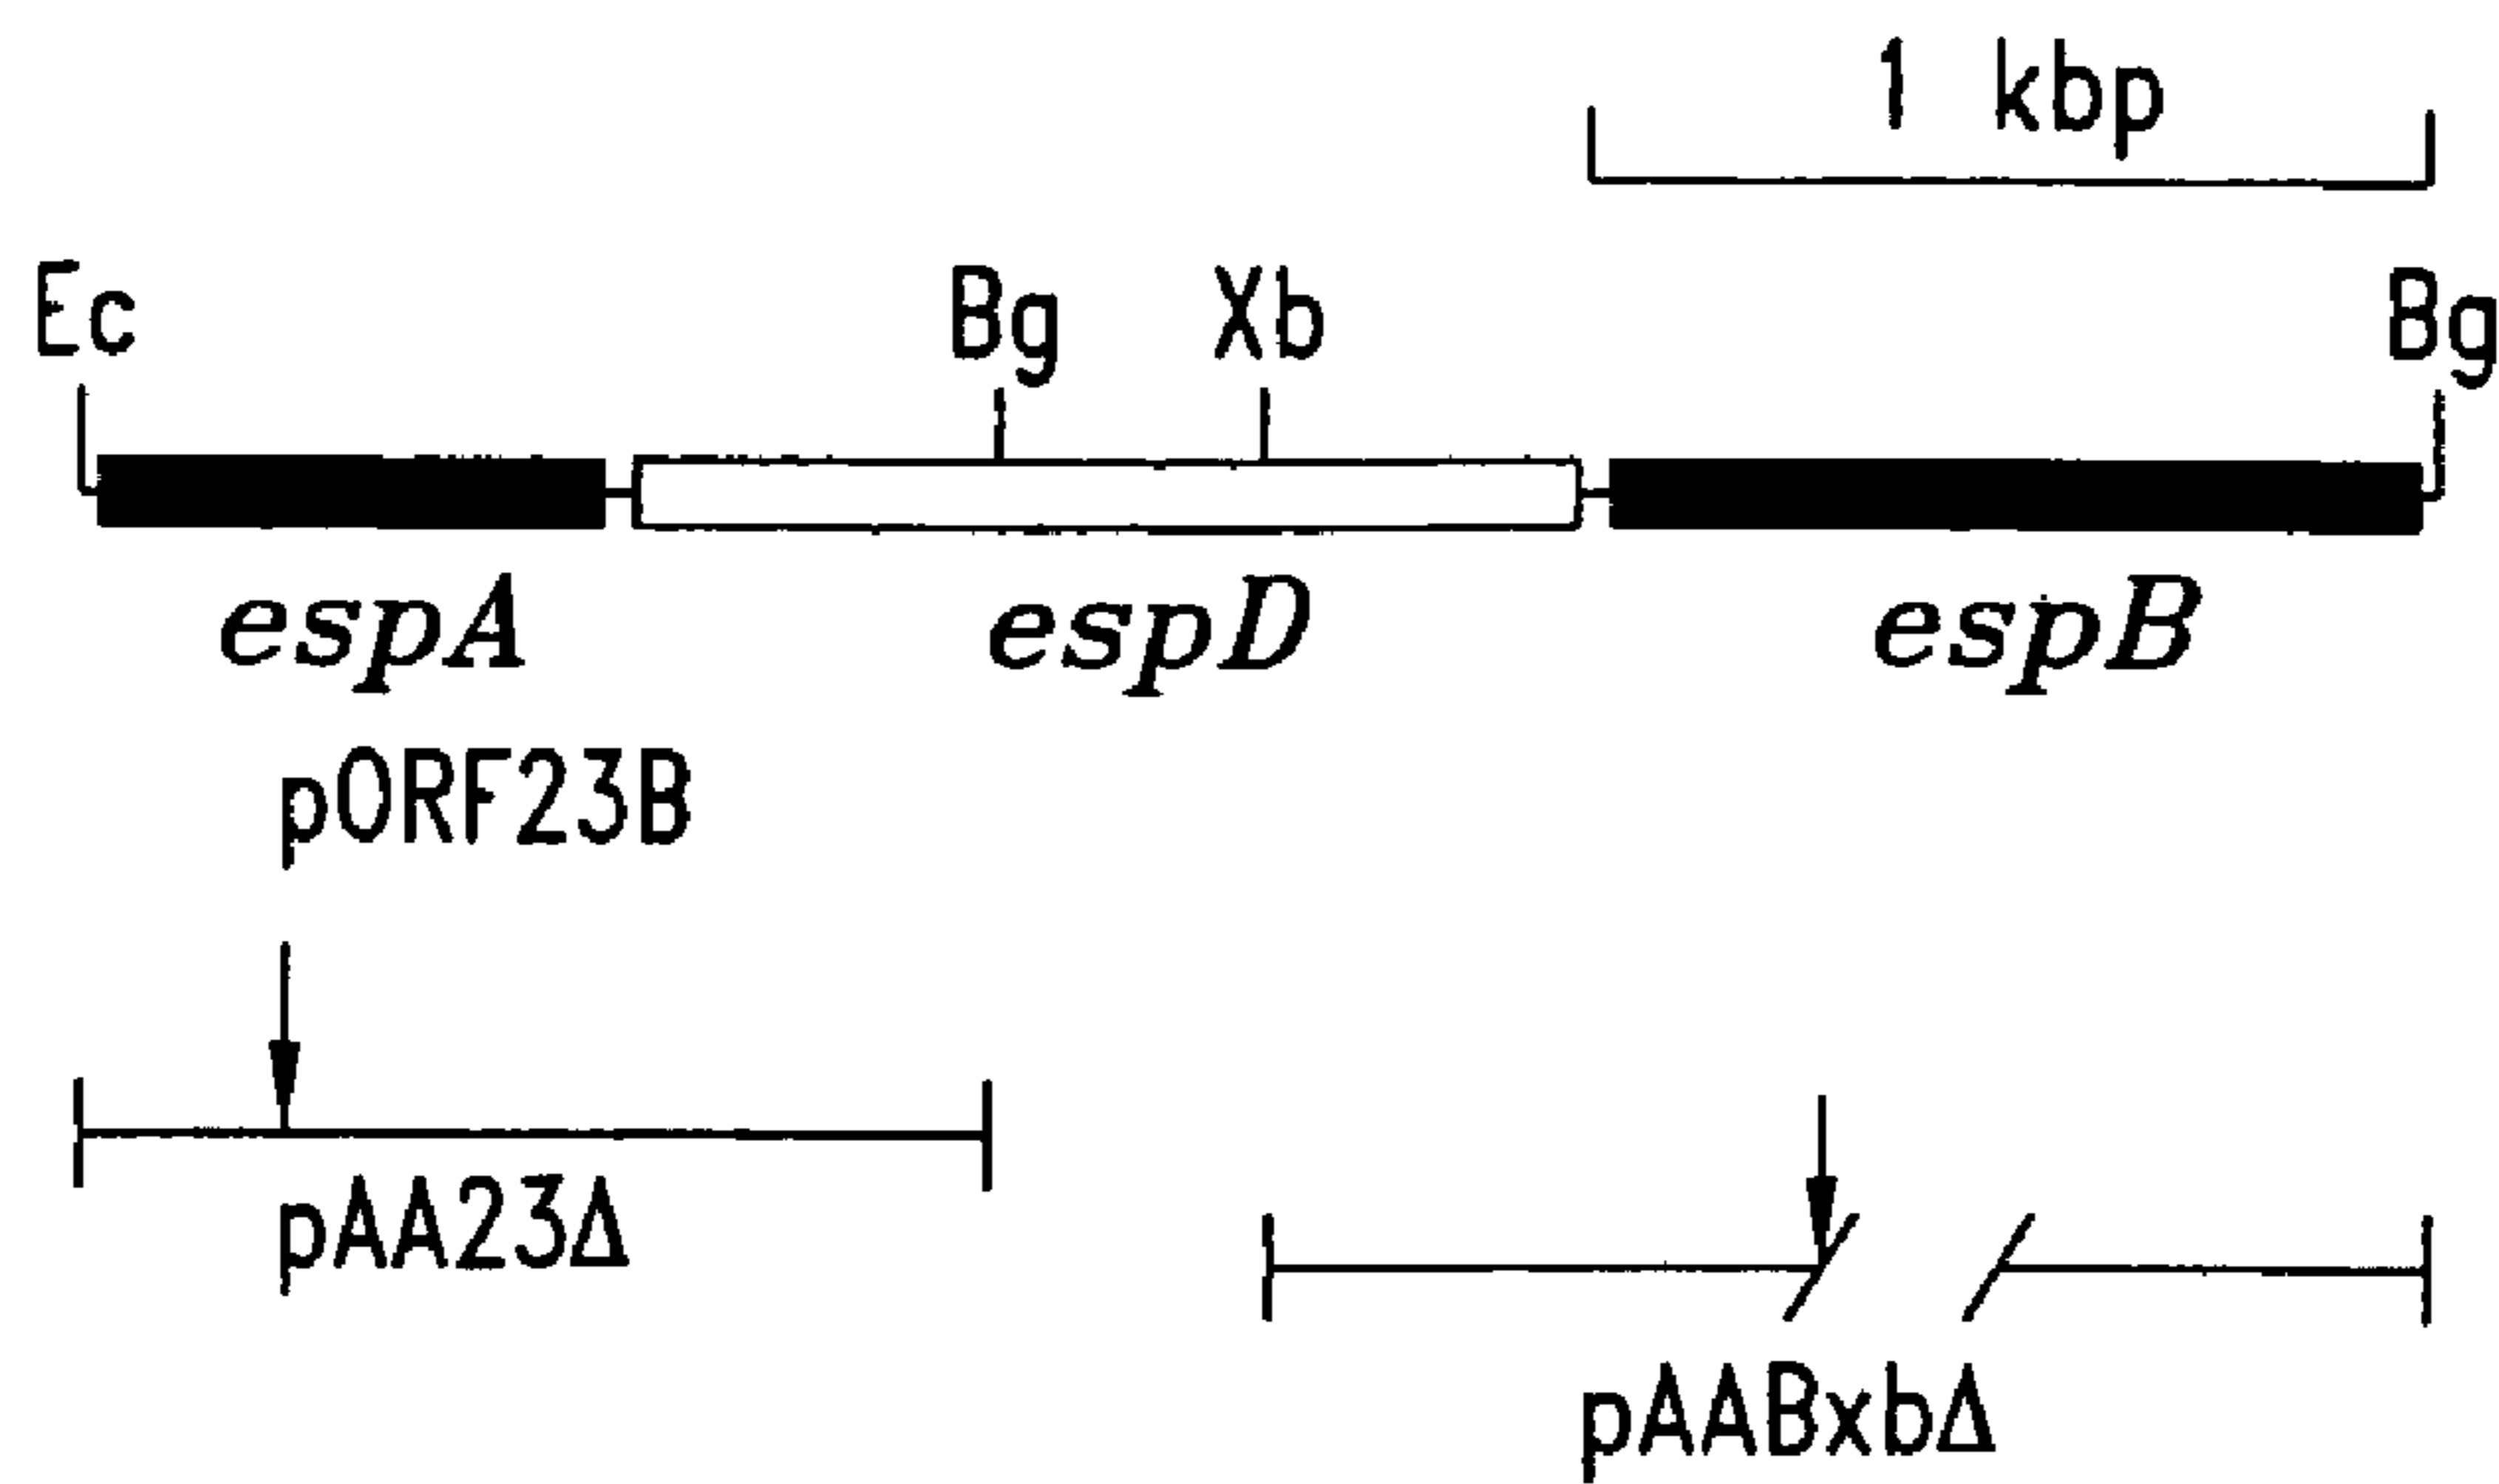 1 kbp
Ec Bg Xb Bg
espA espD espB
pORF23B
pAA23Δ
pAABxbΔ